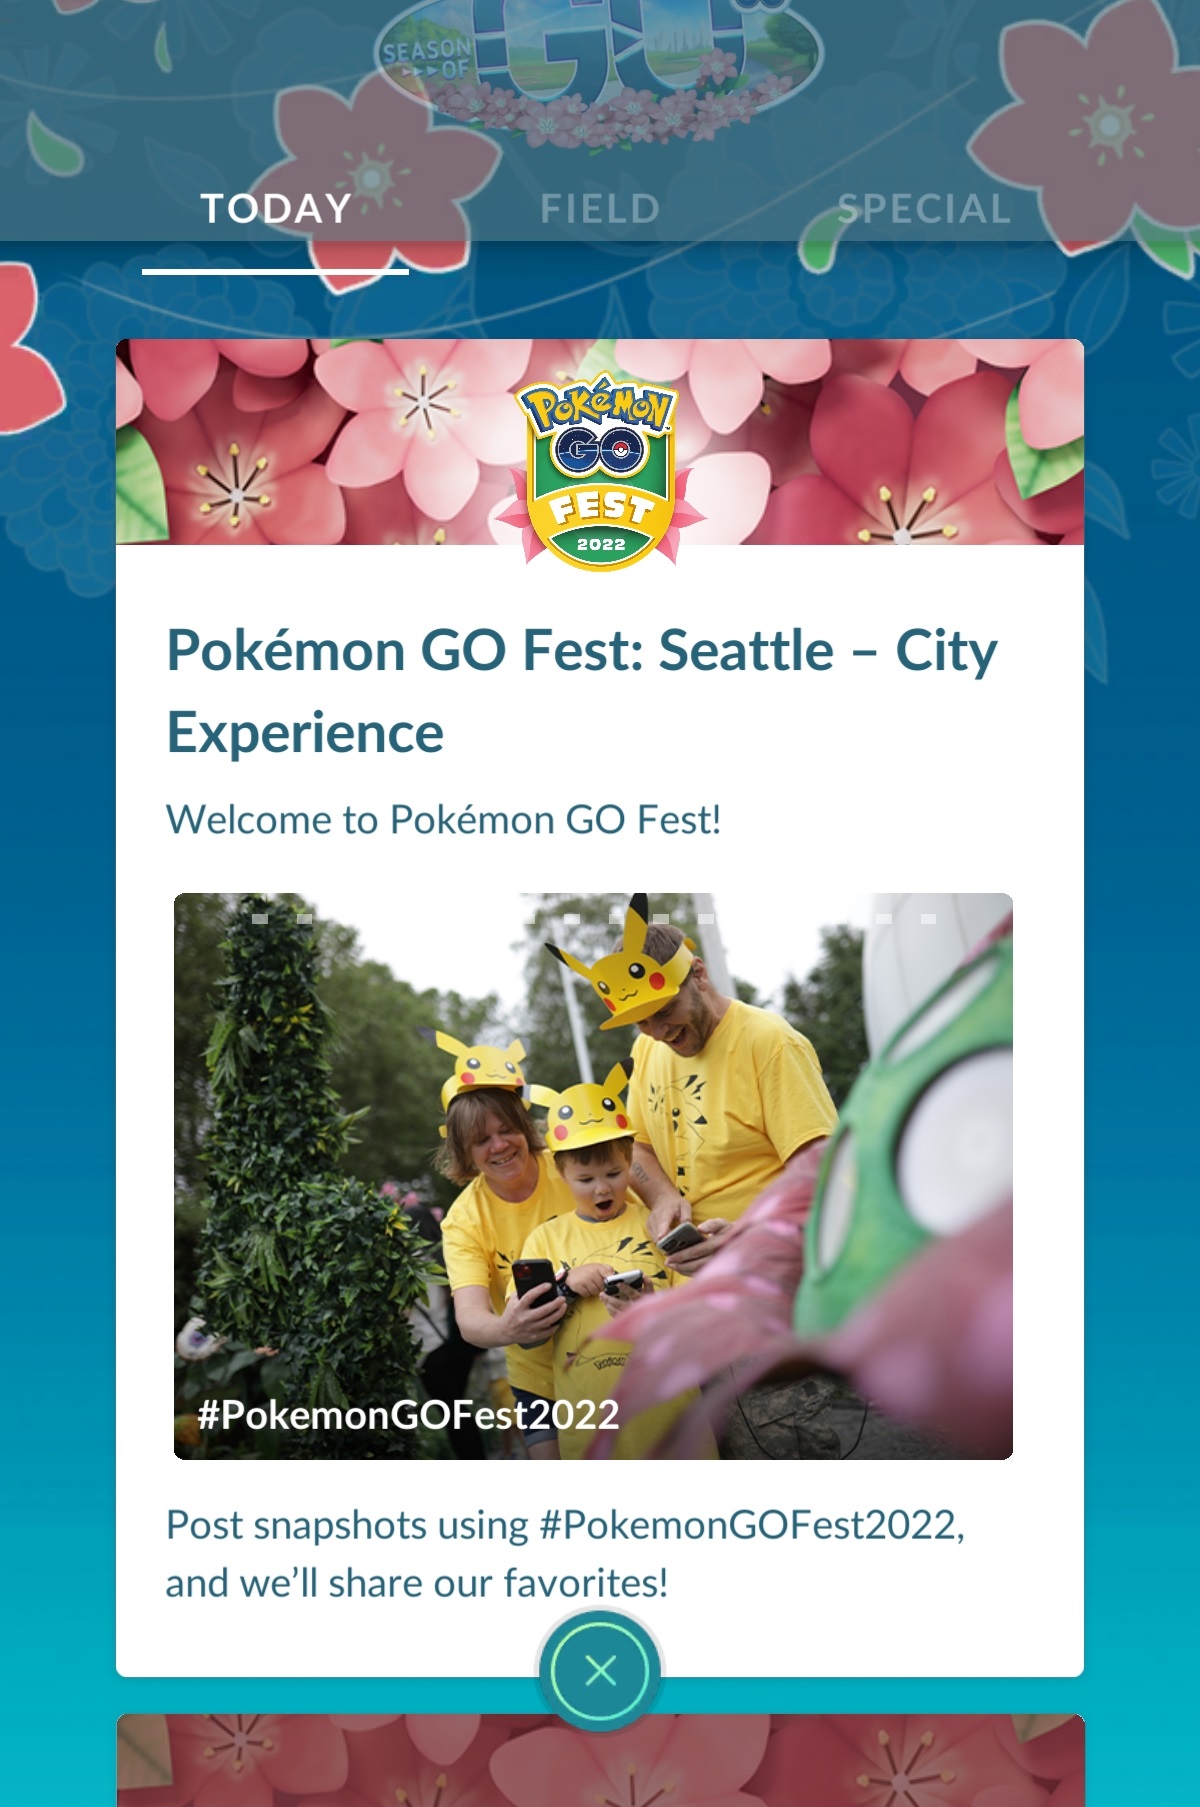 SEASON
OF
GO
TODAY
FIELD
SPECIAL
Pokémon
GO
FEST
2022
Pokémon GO Fest: Seattle – City
Experience
Welcome to Pokémon GO Fest!
#PokemonGOFest2022
Post snapshots using #PokemonGOFest2022,
and we’ll share our favorites!